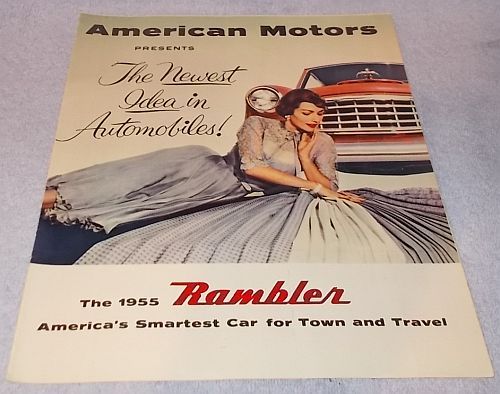 American Motors
PRESENTS
The Newest
Idea in
Automobiles!
The 1955 Rambler
America's Smartest Car for Town and Travel